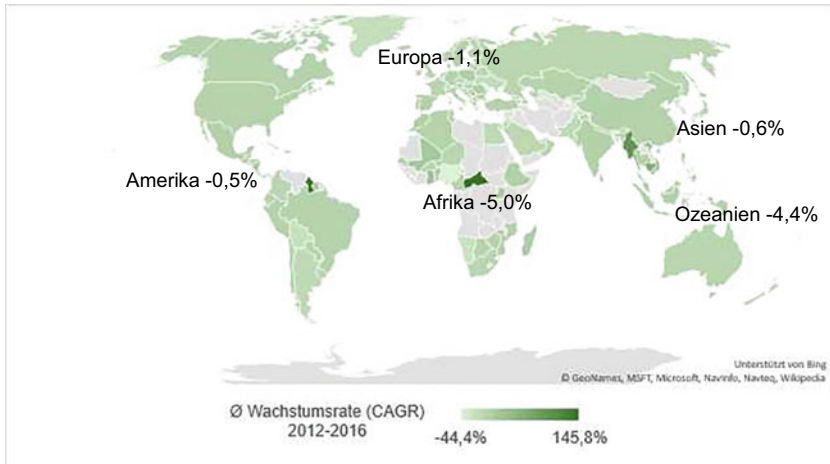 Europa -1,1%
Asien -0,6%
Amerika -0,5%
Afrika -5,0%
Ozeanien -4,4%
Unterstützt von Bing
© GeoNames, MSFT, Microsoft, NavInfo, Navteq, Wikipedia
Ø Wachstumsrate (CAGR)
2012-2016
-44,4%
145,8%